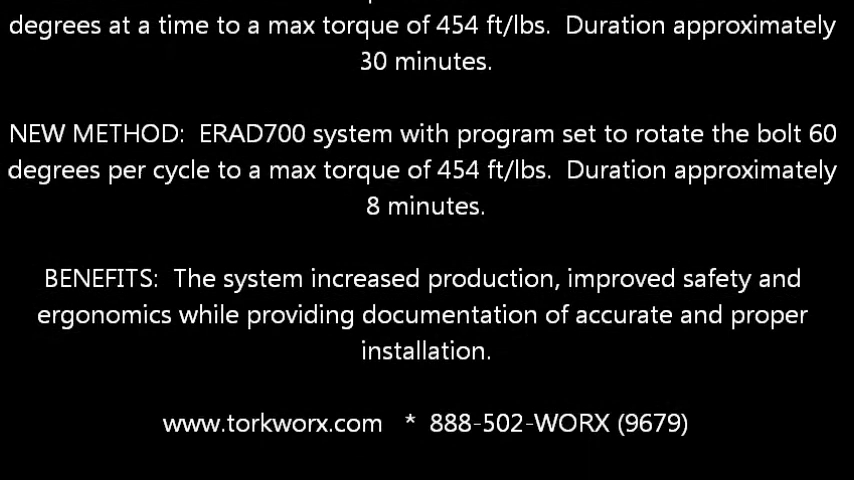 degrees at a time to a max torque of 454 ft/lbs.  Duration approximately
30 minutes.
NEW METHOD:  ERAD700 system with program set to rotate the bolt 60
degrees per cycle to a max torque of 454 ft/lbs.  Duration approximately
8 minutes.
BENEFITS:  The system increased production, improved safety and
ergonomics while providing documentation of accurate and proper
installation.
www.torkworx.com   *  888-502-WORX (9679)